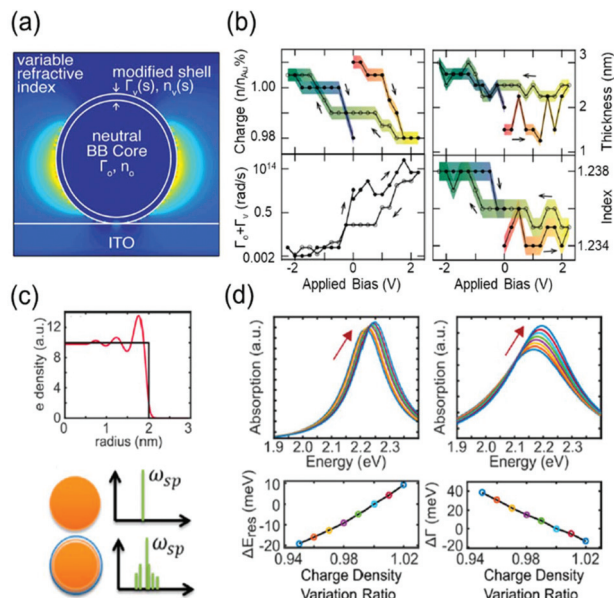 (a)
variable
refractive
index
modified shell
Γᵥ(s), nᵥ(s)
neutral
BB Core
Γₒ, nₒ
ITO
(b)
Charge (n/n_Au%)
1.00
0.98
Thickness (nm)
3
2
1
Γₒ+Γᵥ (rad/s)
10¹⁴
0.5
0.002
Index
1.238
1.234
-2 -1 0 1 2
Applied Bias (V)
-2 -1 0 1 2
Applied Bias (V)
(c)
e density (a.u.)
12
8
4
0
0 1 2 3
radius (nm)
ω_sp
ω_sp
(d)
Absorption (a.u.)
1.9 2.0 2.1 2.2 2.3
Energy (eV)
Absorption (a.u.)
1.9 2.0 2.1 2.2 2.3
Energy (eV)
ΔE_res (meV)
10
0
-10
-20
0.94 0.98 1.02
Charge Density
Variation Ratio
ΔΓ (meV)
60
40
20
0
-20
0.94 0.98 1.02
Charge Density
Variation Ratio